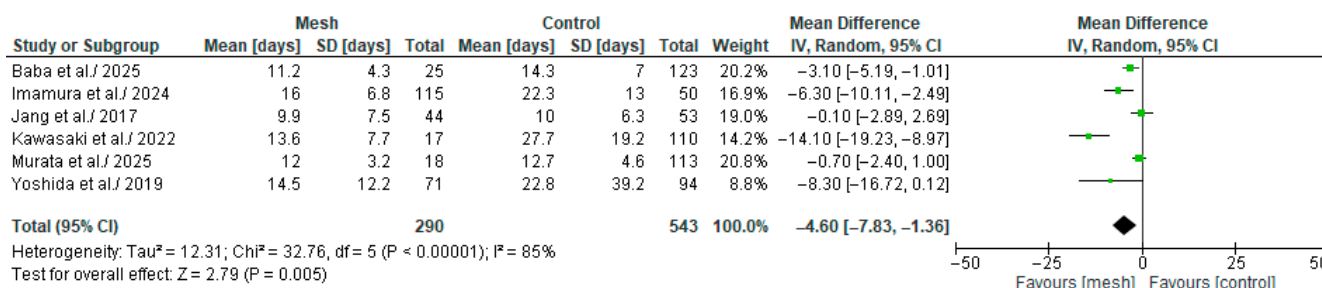 Mesh Control Mean Difference Mean Difference
Study or Subgroup Mean [days] SD [days] Total Mean [days] SD [days] Total Weight IV, Random, 95% CI IV, Random, 95% CI
Baba et al./ 2025 11.2 4.3 25 14.3 7 123 20.2% −3.10 [−5.19, −1.01]
Imamura et al./ 2024 16 6.8 115 22.3 13 50 16.9% −6.30 [−10.11, −2.49]
Jang et al./ 2017 9.9 7.5 44 10 6.3 53 19.0% −0.10 [−2.89, 2.69]
Kawasaki et al./ 2022 13.6 7.7 17 27.7 19.2 110 14.2% −14.10 [−19.23, −8.97]
Murata et al./ 2025 12 3.2 18 12.7 4.6 113 20.8% −0.70 [−2.40, 1.00]
Yoshida et al./ 2019 14.5 12.2 71 22.8 39.2 94 8.8% −8.30 [−16.72, 0.12]
Total (95% CI) 290 543 100.0% −4.60 [−7.83, −1.36]
Heterogeneity: Tau² = 12.31; Chi² = 32.76, df = 5 (P < 0.00001); I² = 85%
Test for overall effect: Z = 2.79 (P = 0.005)
−50 −25 0 25 50
Favours [mesh] Favours [control]